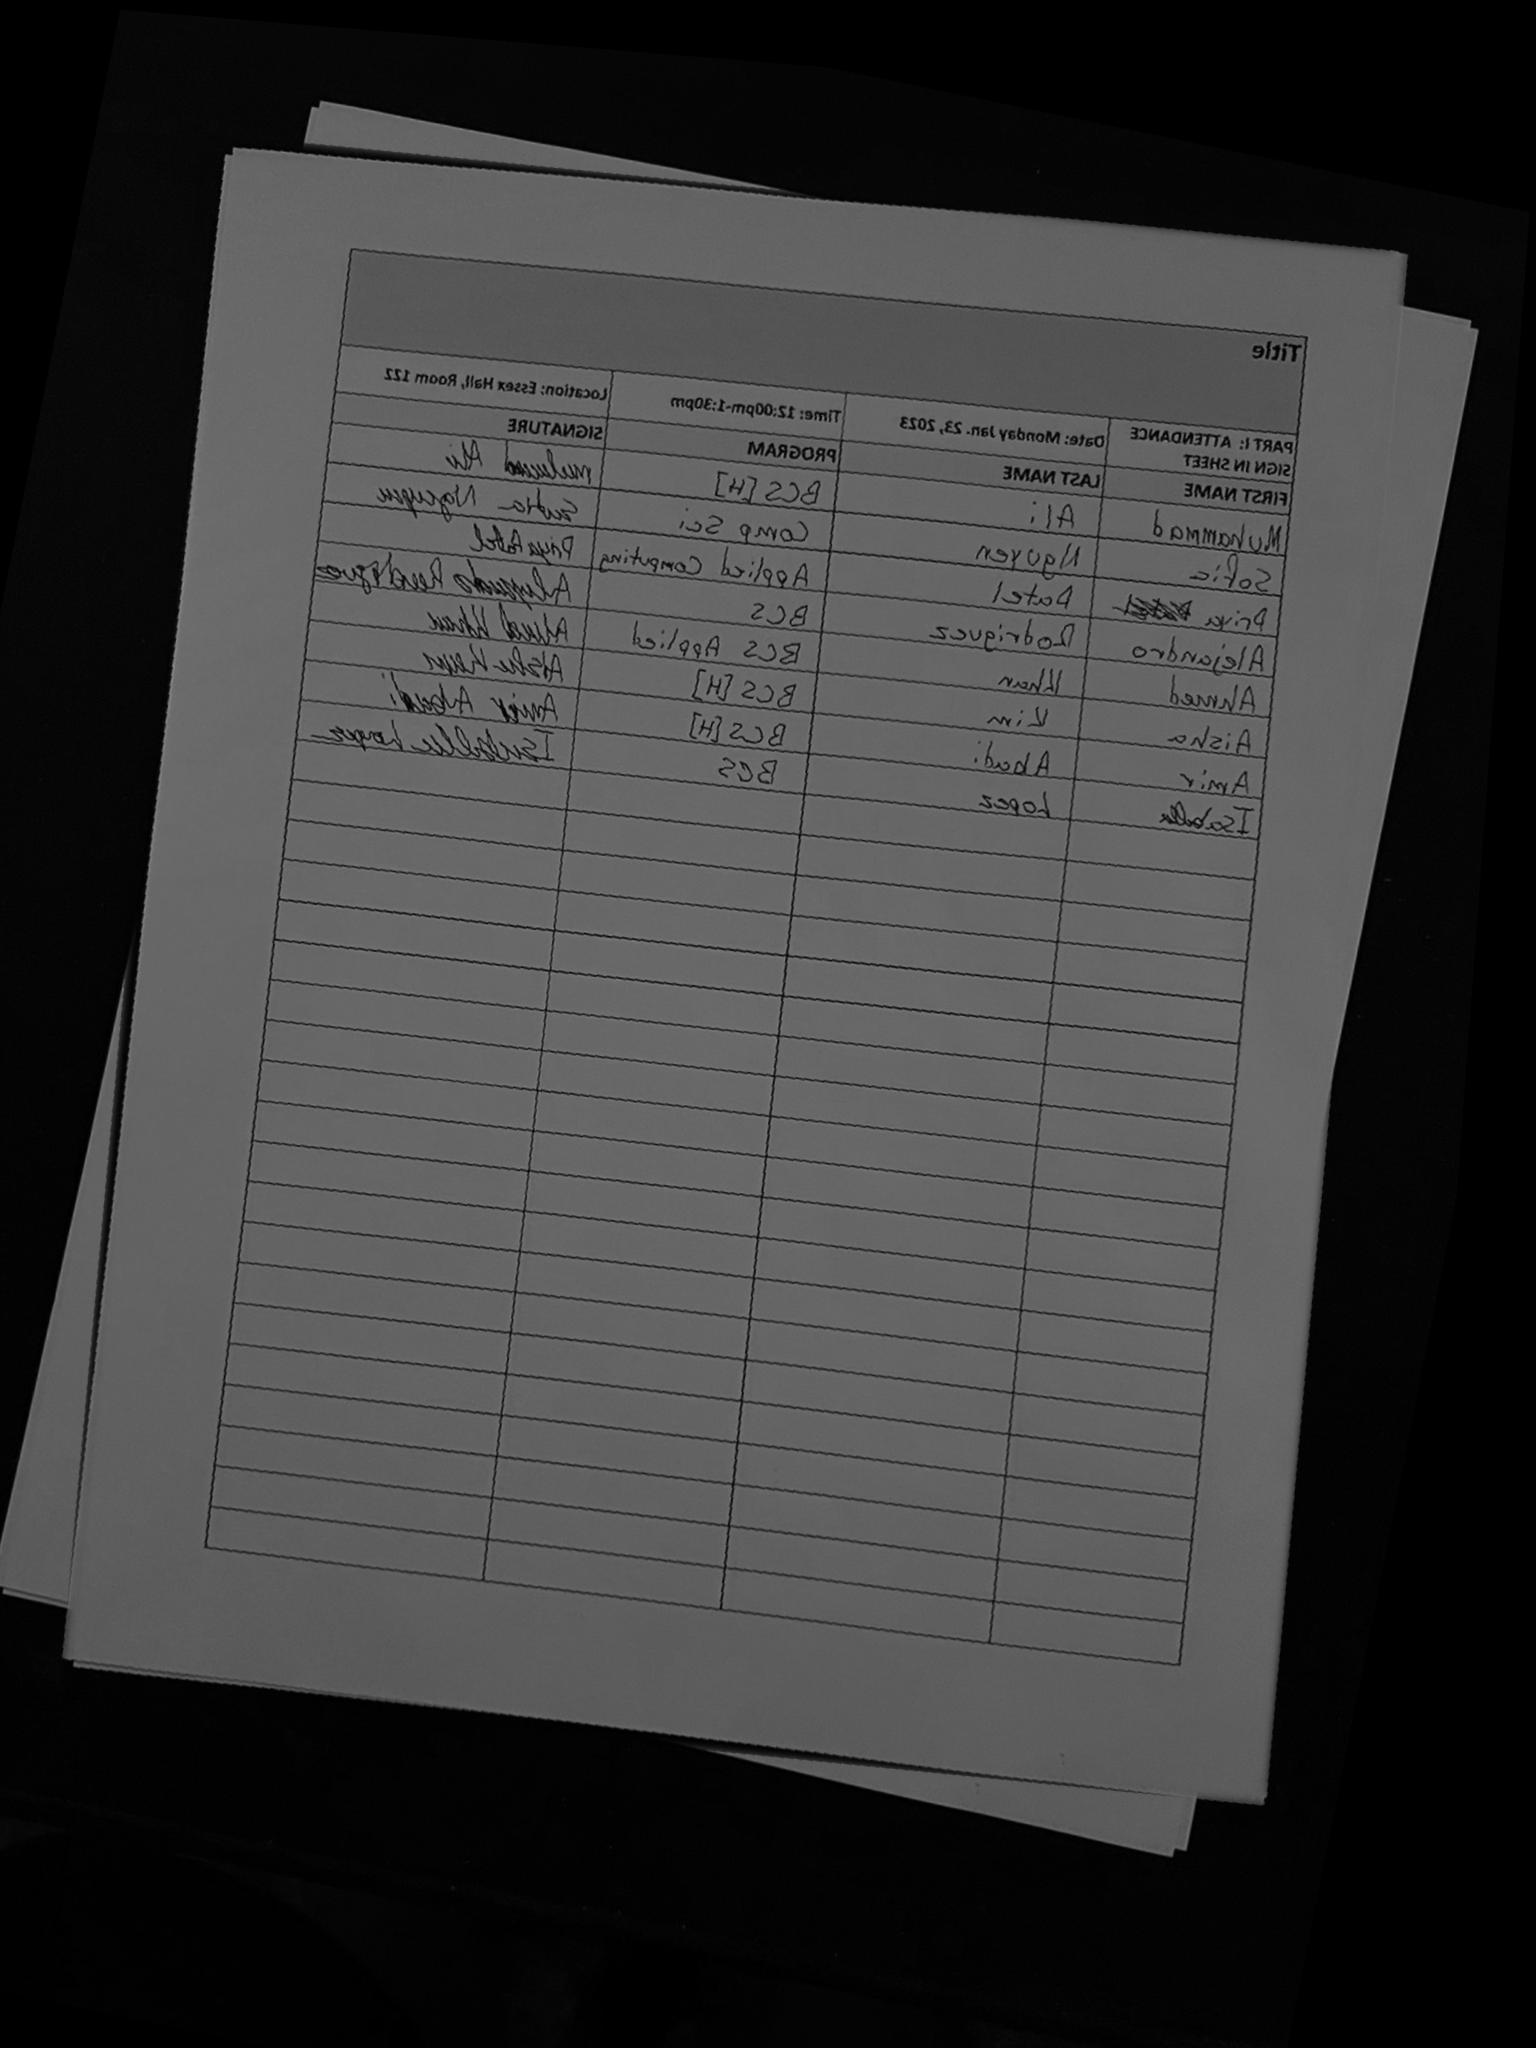 Title
PART I: ATTENDANCE SIGN IN SHEET Date: Monday Jan. 23, 2023 Time: 12:00pm-1:30pm Location: Essex Hall, Room 122
FIRST NAME LAST NAME PROGRAM SIGNATURE
Muhammad Ali BCS [H] Ali
Sofia Nguyen Comp Sci Nguyen
Priya Patel Applied Computing Priya Patel
Alejandro Rodriguez BCS Alejandro Rodriguez
Ahmed Khan BCS Applied Ahmed Khan
Aisha Kim BCS [H] Aisha Kim
Amir Abadi BCS [H] Amir Abadi
Isabella Lopez BCS Isabella Lopez